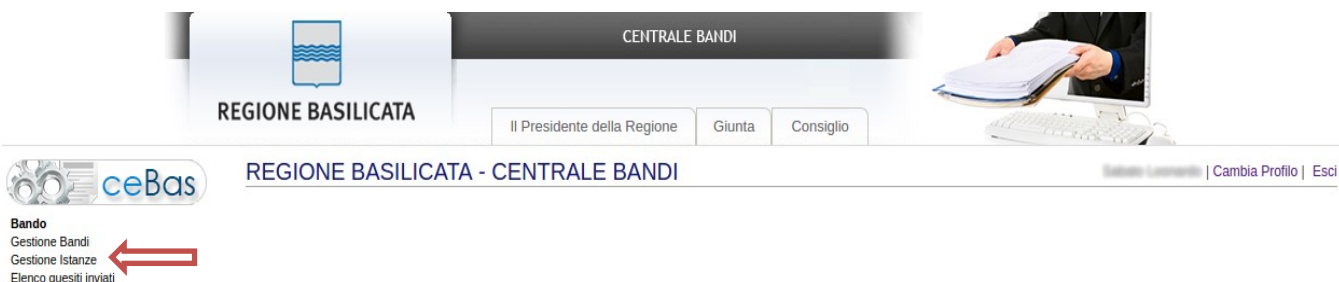 CENTRALE BANDI
REGIONE BASILICATA
Il Presidente della Regione Giunta Consiglio
ceBas
REGIONE BASILICATA - CENTRALE BANDI
| Cambia Profilo | Esci
Bando
Gestione Bandi
Gestione Istanze
Elenco quesiti inviati